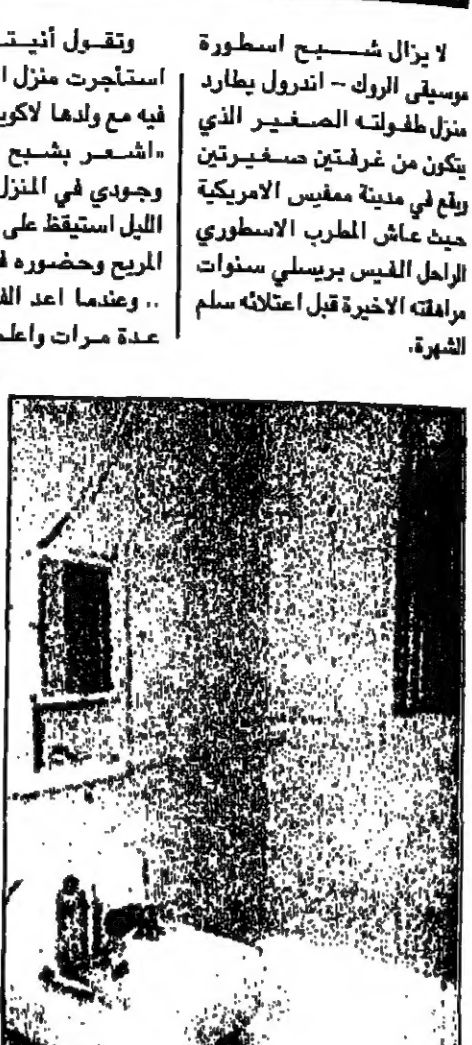 لا يزال شبح اسطورة
موسيقى الروك – اندرول يطارد
منزل طفولته الصغير الذي
يتكون من غرفتين صغيرتين
ويقع في مدينة ممفيس الامريكية
حيث عاش المطرب الاسطوري
الراحل الفيس بريسلي سنوات
مراهقته الاخيرة قبل اعتلائه سلم
الشهرة.
وتقول أنيتـ
استأجرت منزل ا
فيه مع ولدها لاكوي
«اشعر بشبح
وجودي في المنزل
الليل استيقظ على
المريح وحضوره فـ
.. وعندما اعد الفـ
عدة مرات واعلـ